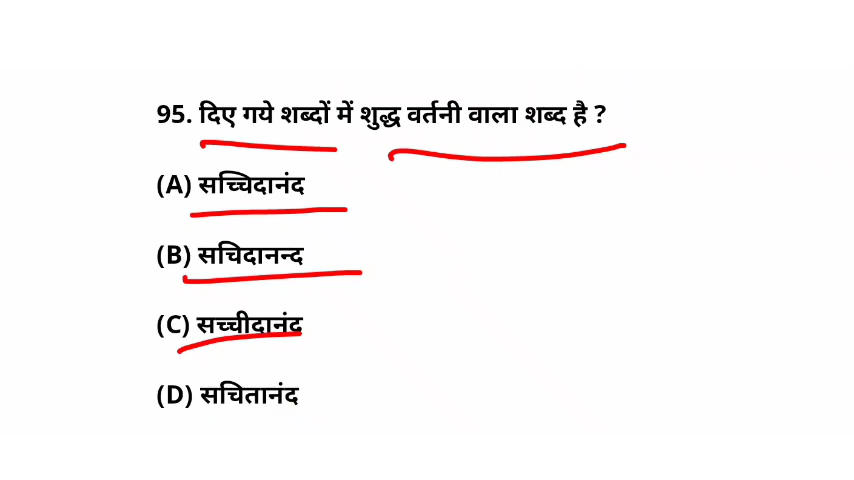 95. दिए गये शब्दों में शुद्ध वर्तनी वाला शब्द है ?
(A) सच्चिदानंद
(B) सचिदानन्द
(C) सच्चीदानंद
(D) सचितानंद